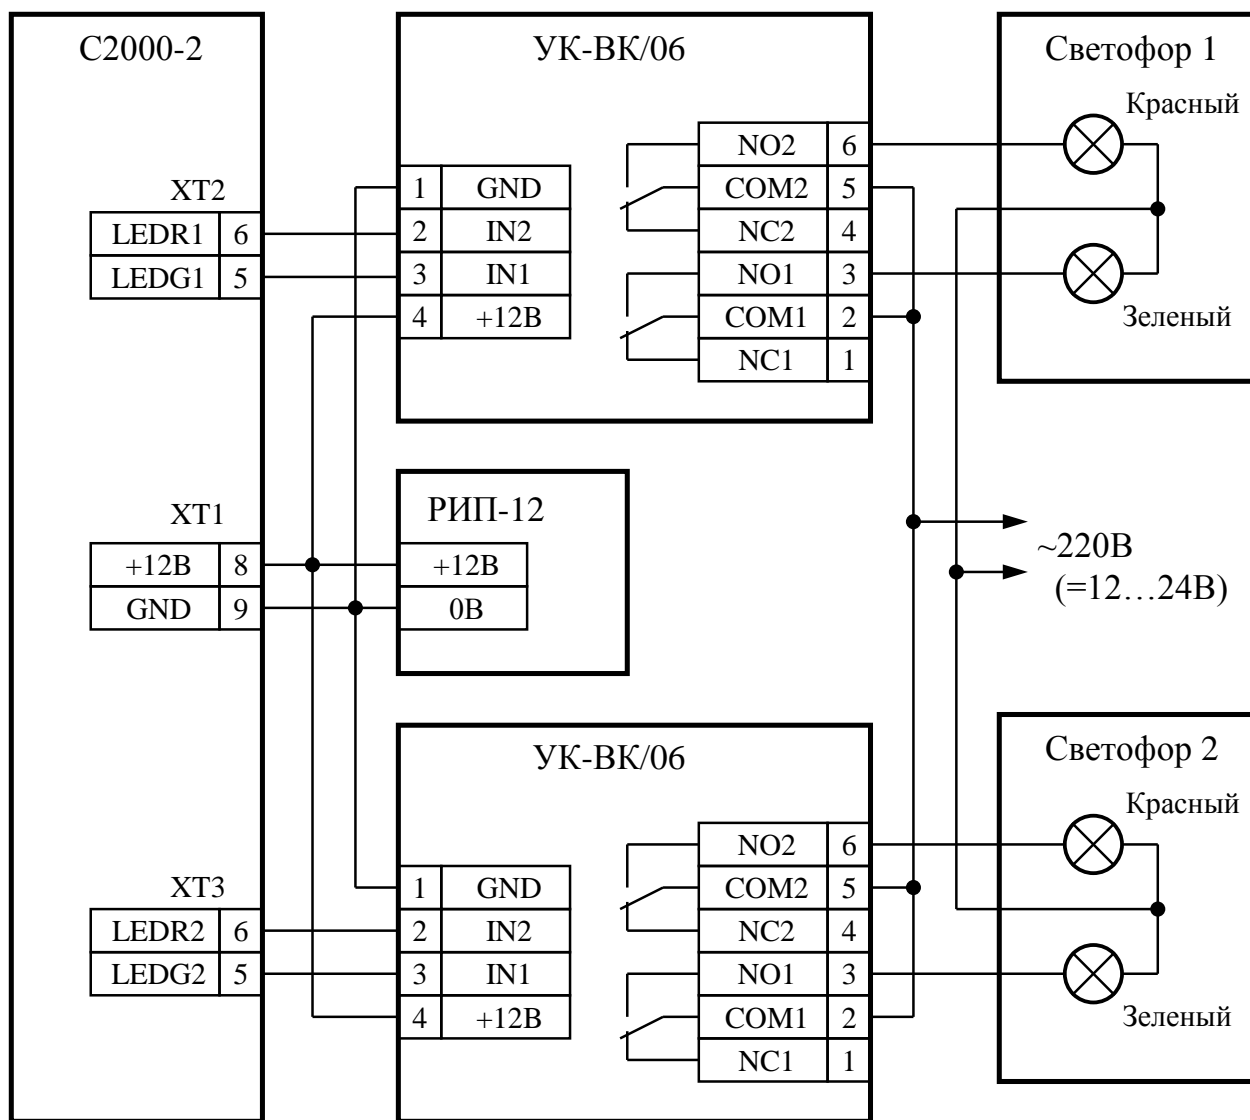 С2000-2
XT2
LEDR1 6
LEDG1 5
XT1
+12В 8
GND 9
XT3
LEDR2 6
LEDG2 5
УК-ВК/06
1 GND
2 IN2
3 IN1
4 +12В
NO2 6
COM2 5
NC2 4
NO1 3
COM1 2
NC1 1
РИП-12
+12В
0В
УК-ВК/06
1 GND
2 IN2
3 IN1
4 +12В
NO2 6
COM2 5
NC2 4
NO1 3
COM1 2
NC1 1
Светофор 1
Красный
Зеленый
~220В
(=12…24В)
Светофор 2
Красный
Зеленый